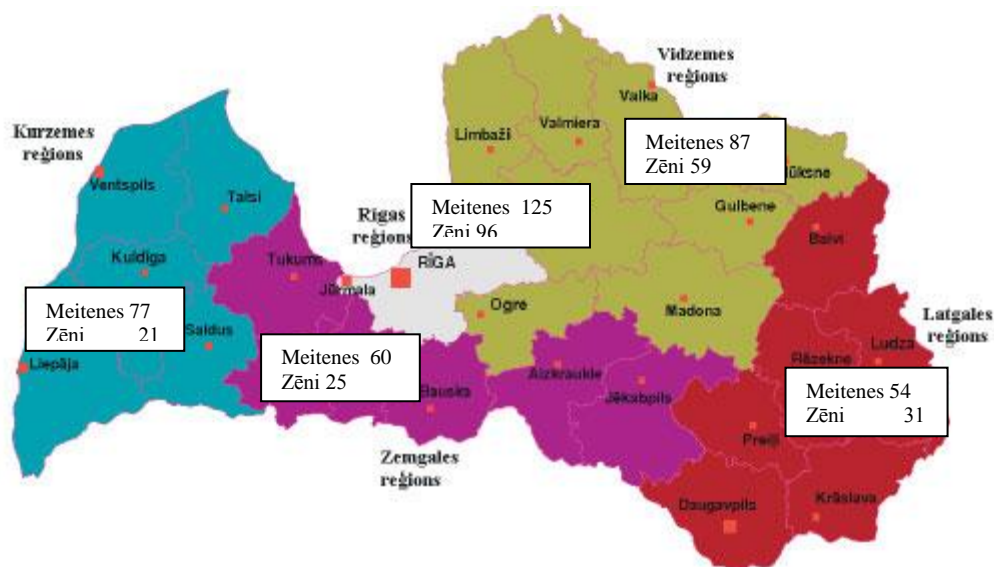 Vidzemes
reģions
Valka
Kurzemes
reģions
Limbaži
Valmiera
Meitenes 87
Zēni 59
Ventspils
Talsi
Rīgas
reģions
Meitenes 125
Zēni 96
Gulbene
Balvi
Kuldīga
Tukums
RĪGA
Jūrmala
Ogre
Madona
Latgales
reģions
Meitenes 77
Zēni 21
Saldus
Liepāja
Meitenes 60
Zēni 25
Bauska
Aizkraukle
Jēkabpils
Rēzekne
Ludza
Meitenes 54
Zēni 31
Preiļi
Zemgales
reģions
Daugavpils
Krāslava